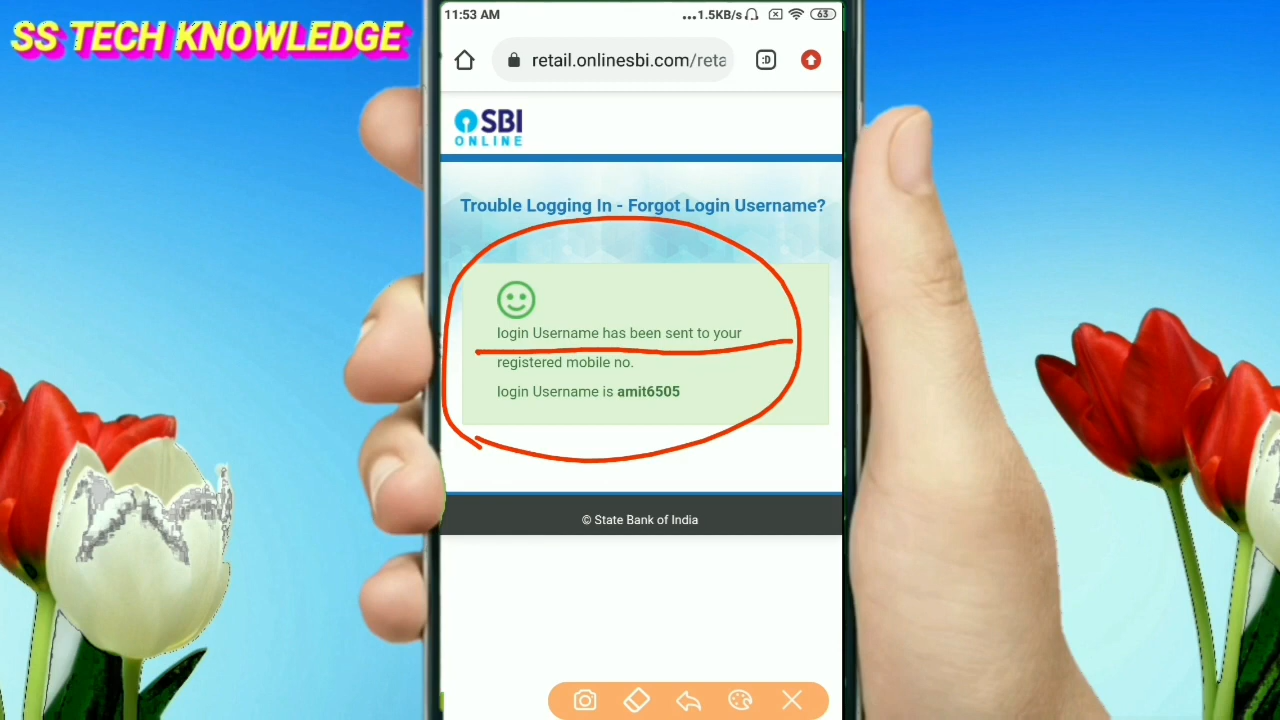 SS TECH KNOWLEDGE
11:53 AM
...1.5KB/s
63
:D
retail.onlinesbi.com/reta
SBI
ONLINE
Trouble Logging In - Forgot Login Username?
login Username has been sent to your
registered mobile no.
login Username is amit6505
© State Bank of India